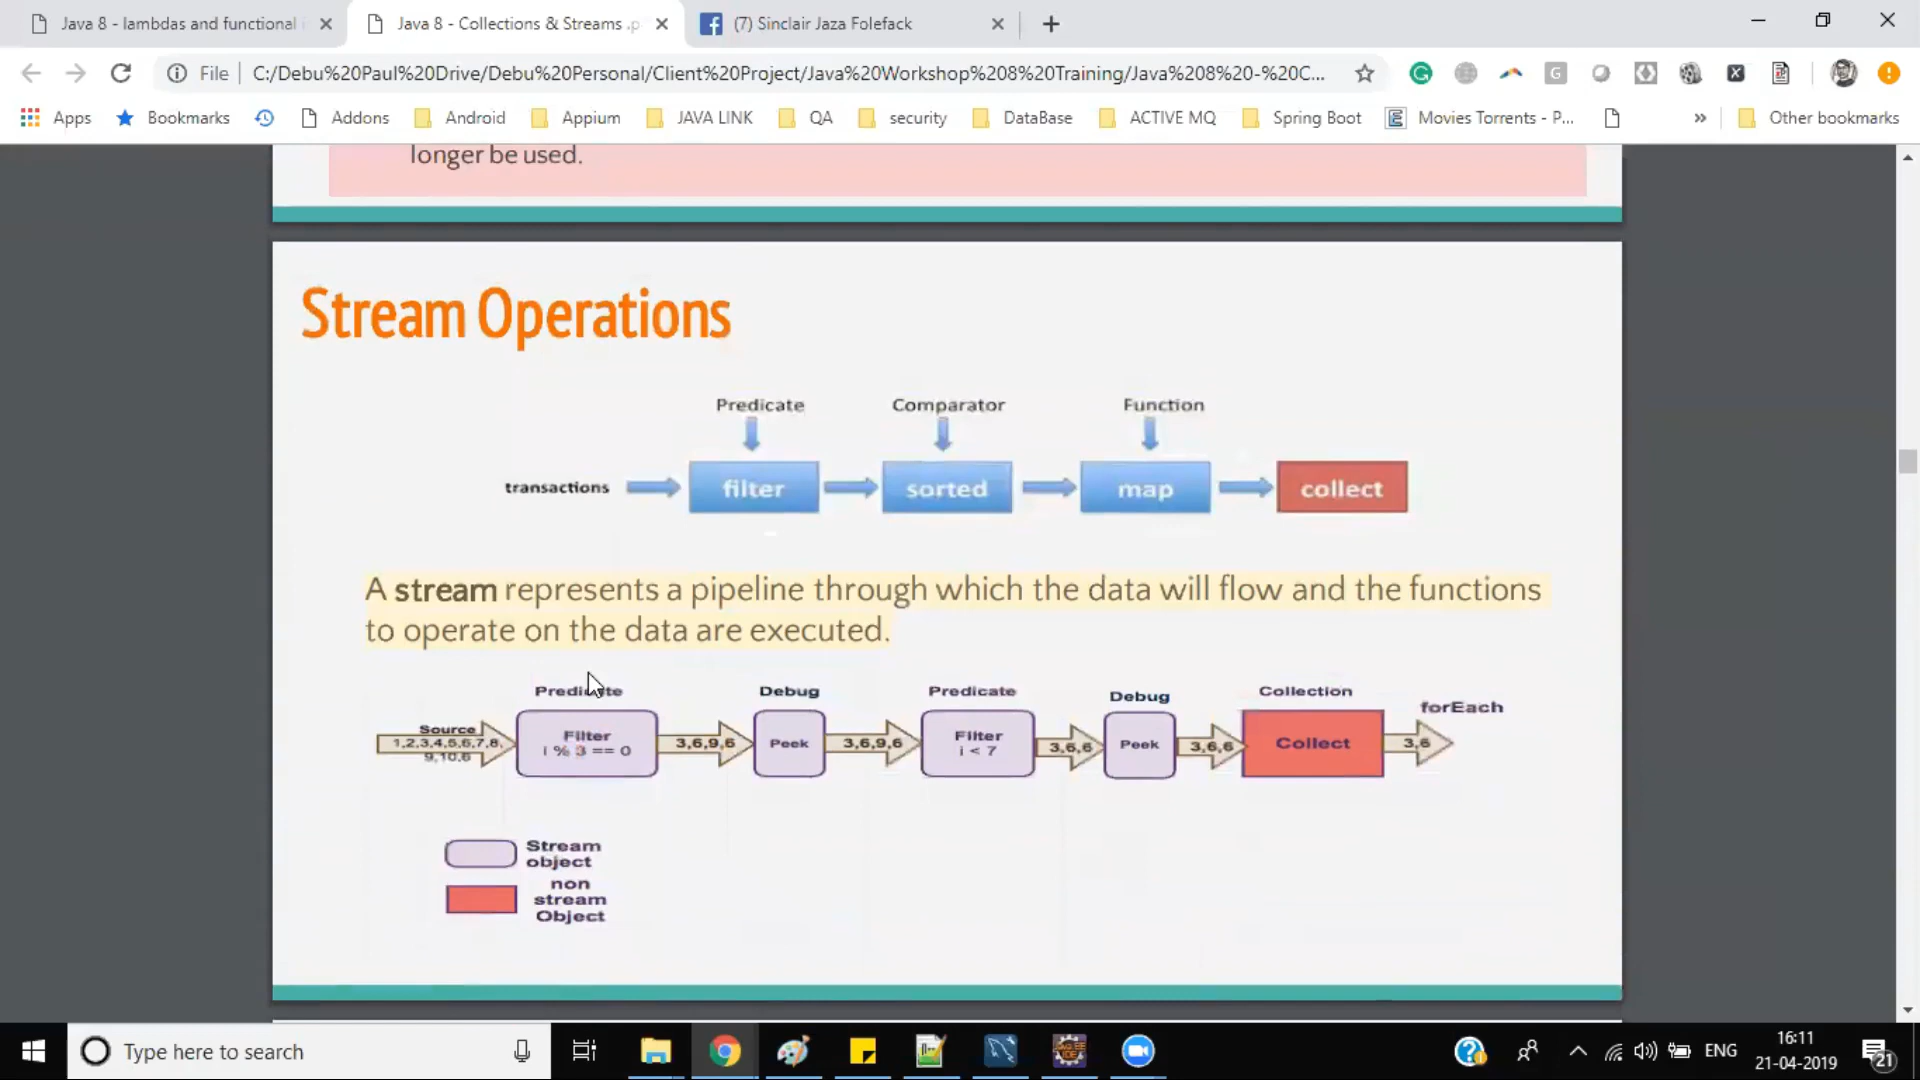 Java 8 - lambdas and functional
Java 8 - Collections & Streams .p
(7) Sinclair Jaza Folefack
File
C:/Debu%20Paul%20Drive/Debu%20Personal/Client%20Project/Java%20Workshop%208%20Training/Java%208%20-%20C...
G
G
X
Apps
Bookmarks
Addons
Android
Appium
JAVA LINK
QA
security
DataBase
ACTIVE MQ
Spring Boot
Movies Torrents - P...
»
Other bookmarks
longer be used.
Stream Operations
Predicate
Comparator
Function
transactions
filter
sorted
map
collect
A stream represents a pipeline through which the data will flow and the functions
to operate on the data are executed.
Predicate
Debug
Predicate
Debug
Collection
forEach
Source
1,2,3,4,5,6,7,8,
9,10,6
Filter
i % 3 == 0
3,6,9,6
Peek
3,6,9,6
Filter
i < 7
3,6,6
Peek
3,6,6
Collect
3,6
Stream
object
non
stream
Object
Type here to search
ENG
16:11
21-04-2019
21